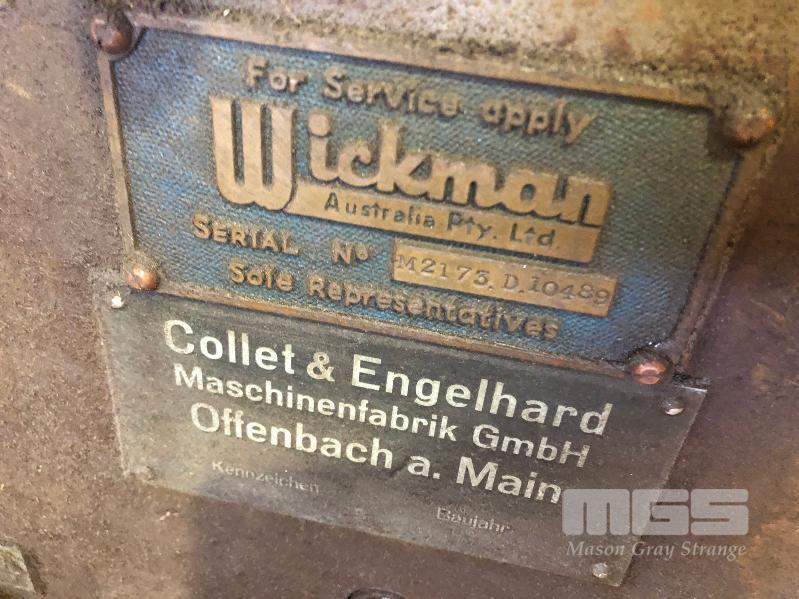 For Service apply
Wickman
Australia Pty. Ltd.
SERIAL No M2173.D.10489
Sole Representatives
Collet & Engelhard
Maschinenfabrik GmbH
Offenbach a. Main
Kennzeichen
Baujahr
MGS
Mason Gray Strange